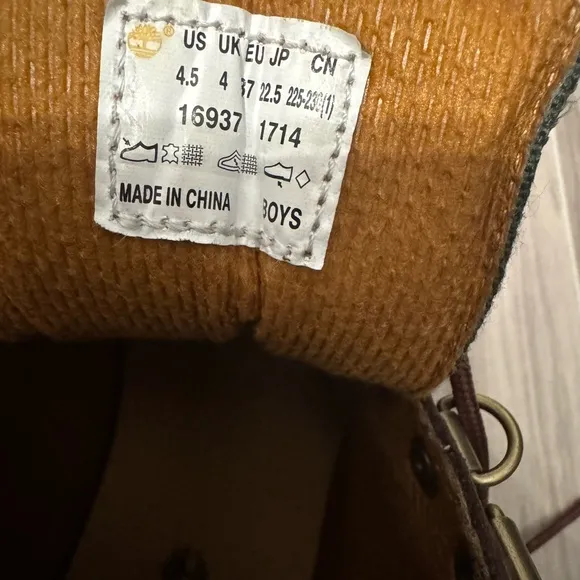 US UK EU JP CN
4.5 4 37 22.5 225-230(1)
16937 1714
MADE IN CHINA BOYS